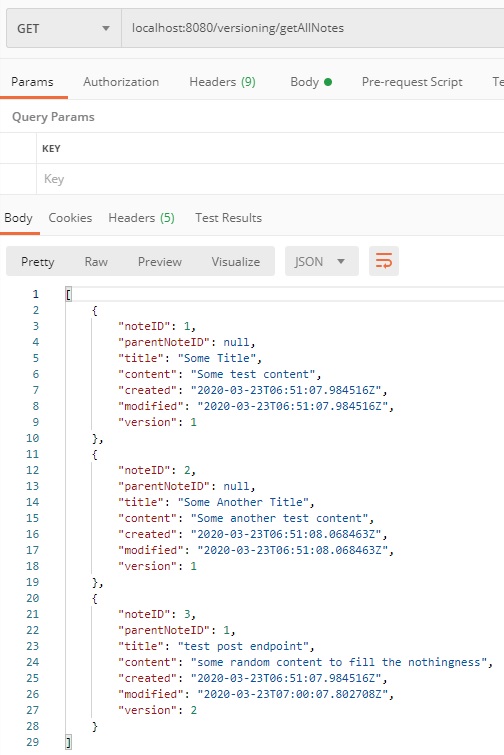 GET localhost:8080/versioning/getAllNotes
Params Authorization Headers (9) Body Pre-request Script Te
Query Params
KEY
Key
Body Cookies Headers (5) Test Results
Pretty Raw Preview Visualize JSON
1 [
2 {
3 "noteID": 1,
4 "parentNoteID": null,
5 "title": "Some Title",
6 "content": "Some test content",
7 "created": "2020-03-23T06:51:07.984516Z",
8 "modified": "2020-03-23T06:51:07.984516Z",
9 "version": 1
10 },
11 {
12 "noteID": 2,
13 "parentNoteID": null,
14 "title": "Some Another Title",
15 "content": "Some another test content",
16 "created": "2020-03-23T06:51:08.068463Z",
17 "modified": "2020-03-23T06:51:08.068463Z",
18 "version": 1
19 },
20 {
21 "noteID": 3,
22 "parentNoteID": 1,
23 "title": "test post endpoint",
24 "content": "some random content to fill the nothingness",
25 "created": "2020-03-23T06:51:07.984516Z",
26 "modified": "2020-03-23T07:00:07.802708Z",
27 "version": 2
28 }
29 ]